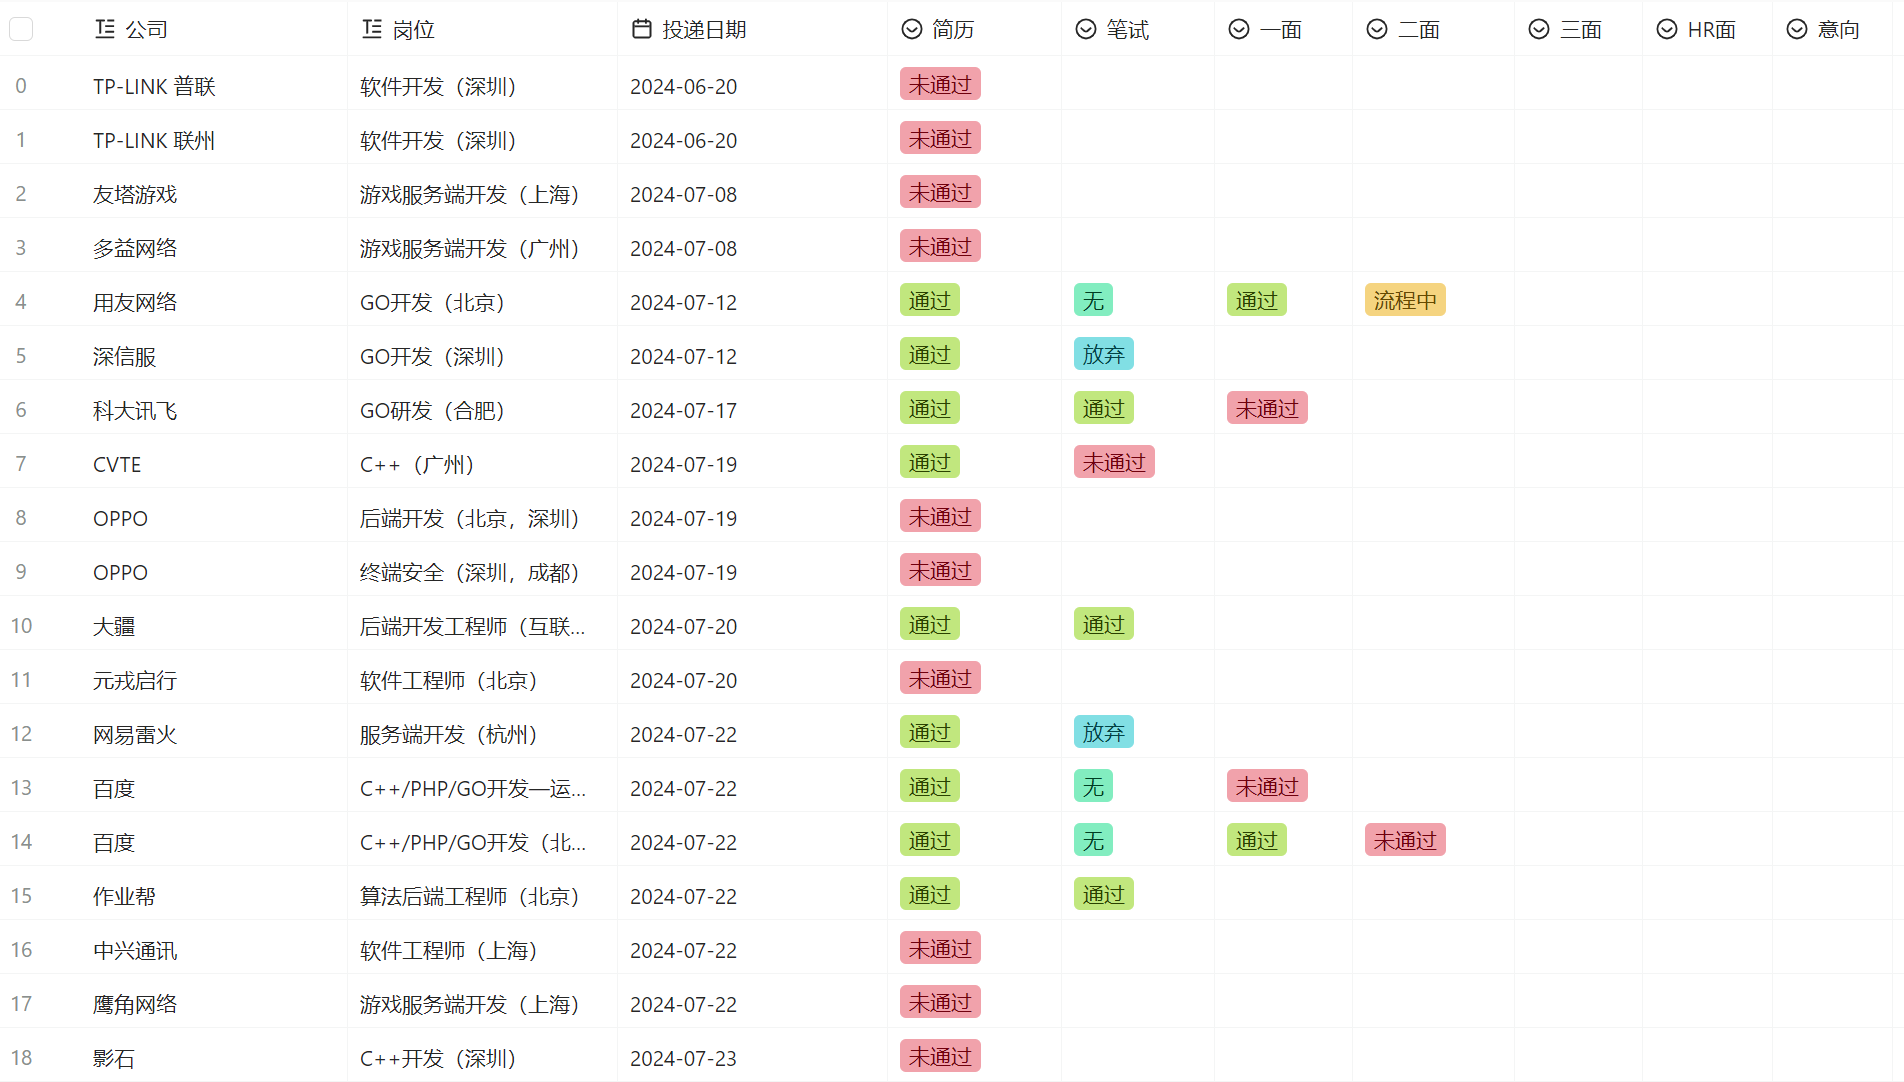 公司 岗位 投递日期 简历 笔试 一面 二面 三面 HR面 意向
0 TP-LINK 普联 软件开发（深圳） 2024-06-20 未通过
1 TP-LINK 联州 软件开发（深圳） 2024-06-20 未通过
2 友塔游戏 游戏服务端开发（上海） 2024-07-08 未通过
3 多益网络 游戏服务端开发（广州） 2024-07-08 未通过
4 用友网络 GO开发（北京） 2024-07-12 通过 无 通过 流程中
5 深信服 GO开发（深圳） 2024-07-12 通过 放弃
6 科大讯飞 GO研发（合肥） 2024-07-17 通过 通过 未通过
7 CVTE C++（广州） 2024-07-19 通过 未通过
8 OPPO 后端开发（北京，深圳） 2024-07-19 未通过
9 OPPO 终端安全（深圳，成都） 2024-07-19 未通过
10 大疆 后端开发工程师（互联... 2024-07-20 通过 通过
11 元戎启行 软件工程师（北京） 2024-07-20 未通过
12 网易雷火 服务端开发（杭州） 2024-07-22 通过 放弃
13 百度 C++/PHP/GO开发—运... 2024-07-22 通过 无 未通过
14 百度 C++/PHP/GO开发（北... 2024-07-22 通过 无 通过 未通过
15 作业帮 算法后端工程师（北京） 2024-07-22 通过 通过
16 中兴通讯 软件工程师（上海） 2024-07-22 未通过
17 鹰角网络 游戏服务端开发（上海） 2024-07-22 未通过
18 影石 C++开发（深圳） 2024-07-23 未通过